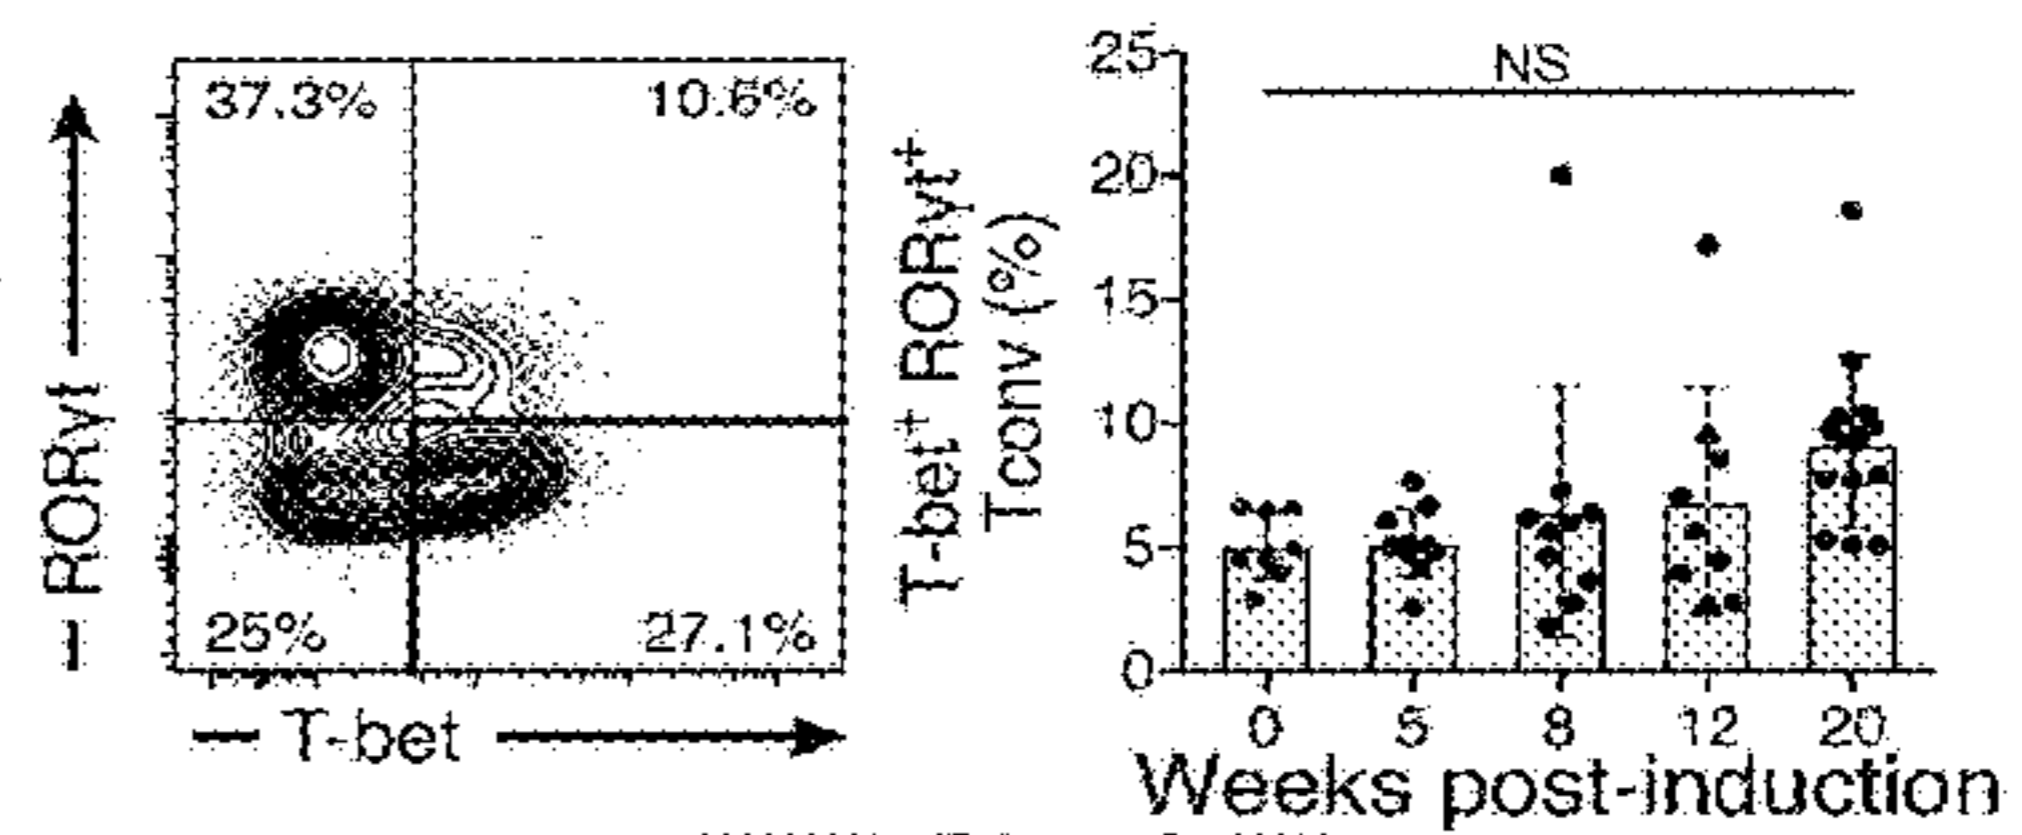 37.3%
10.6%
25%
27.1%
RORγt
T-bet
T-bet⁺ RORγt⁺
Tconv (%)
25
20
15
10
5
0
NS
0
5
8
12
20
Weeks post-induction